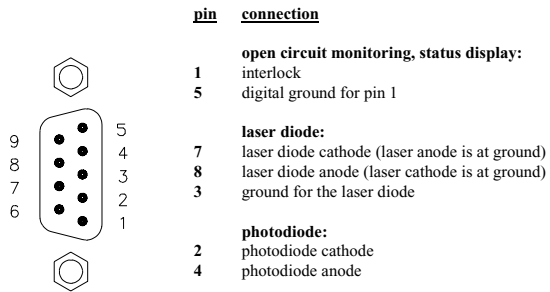 pin connection
open circuit monitoring, status display:
1 interlock
5 digital ground for pin 1
laser diode:
7 laser diode cathode (laser anode is at ground)
8 laser diode anode (laser cathode is at ground)
3 ground for the laser diode
photodiode:
2 photodiode cathode
4 photodiode anode
5
9
4
8
3
7
2
6
1